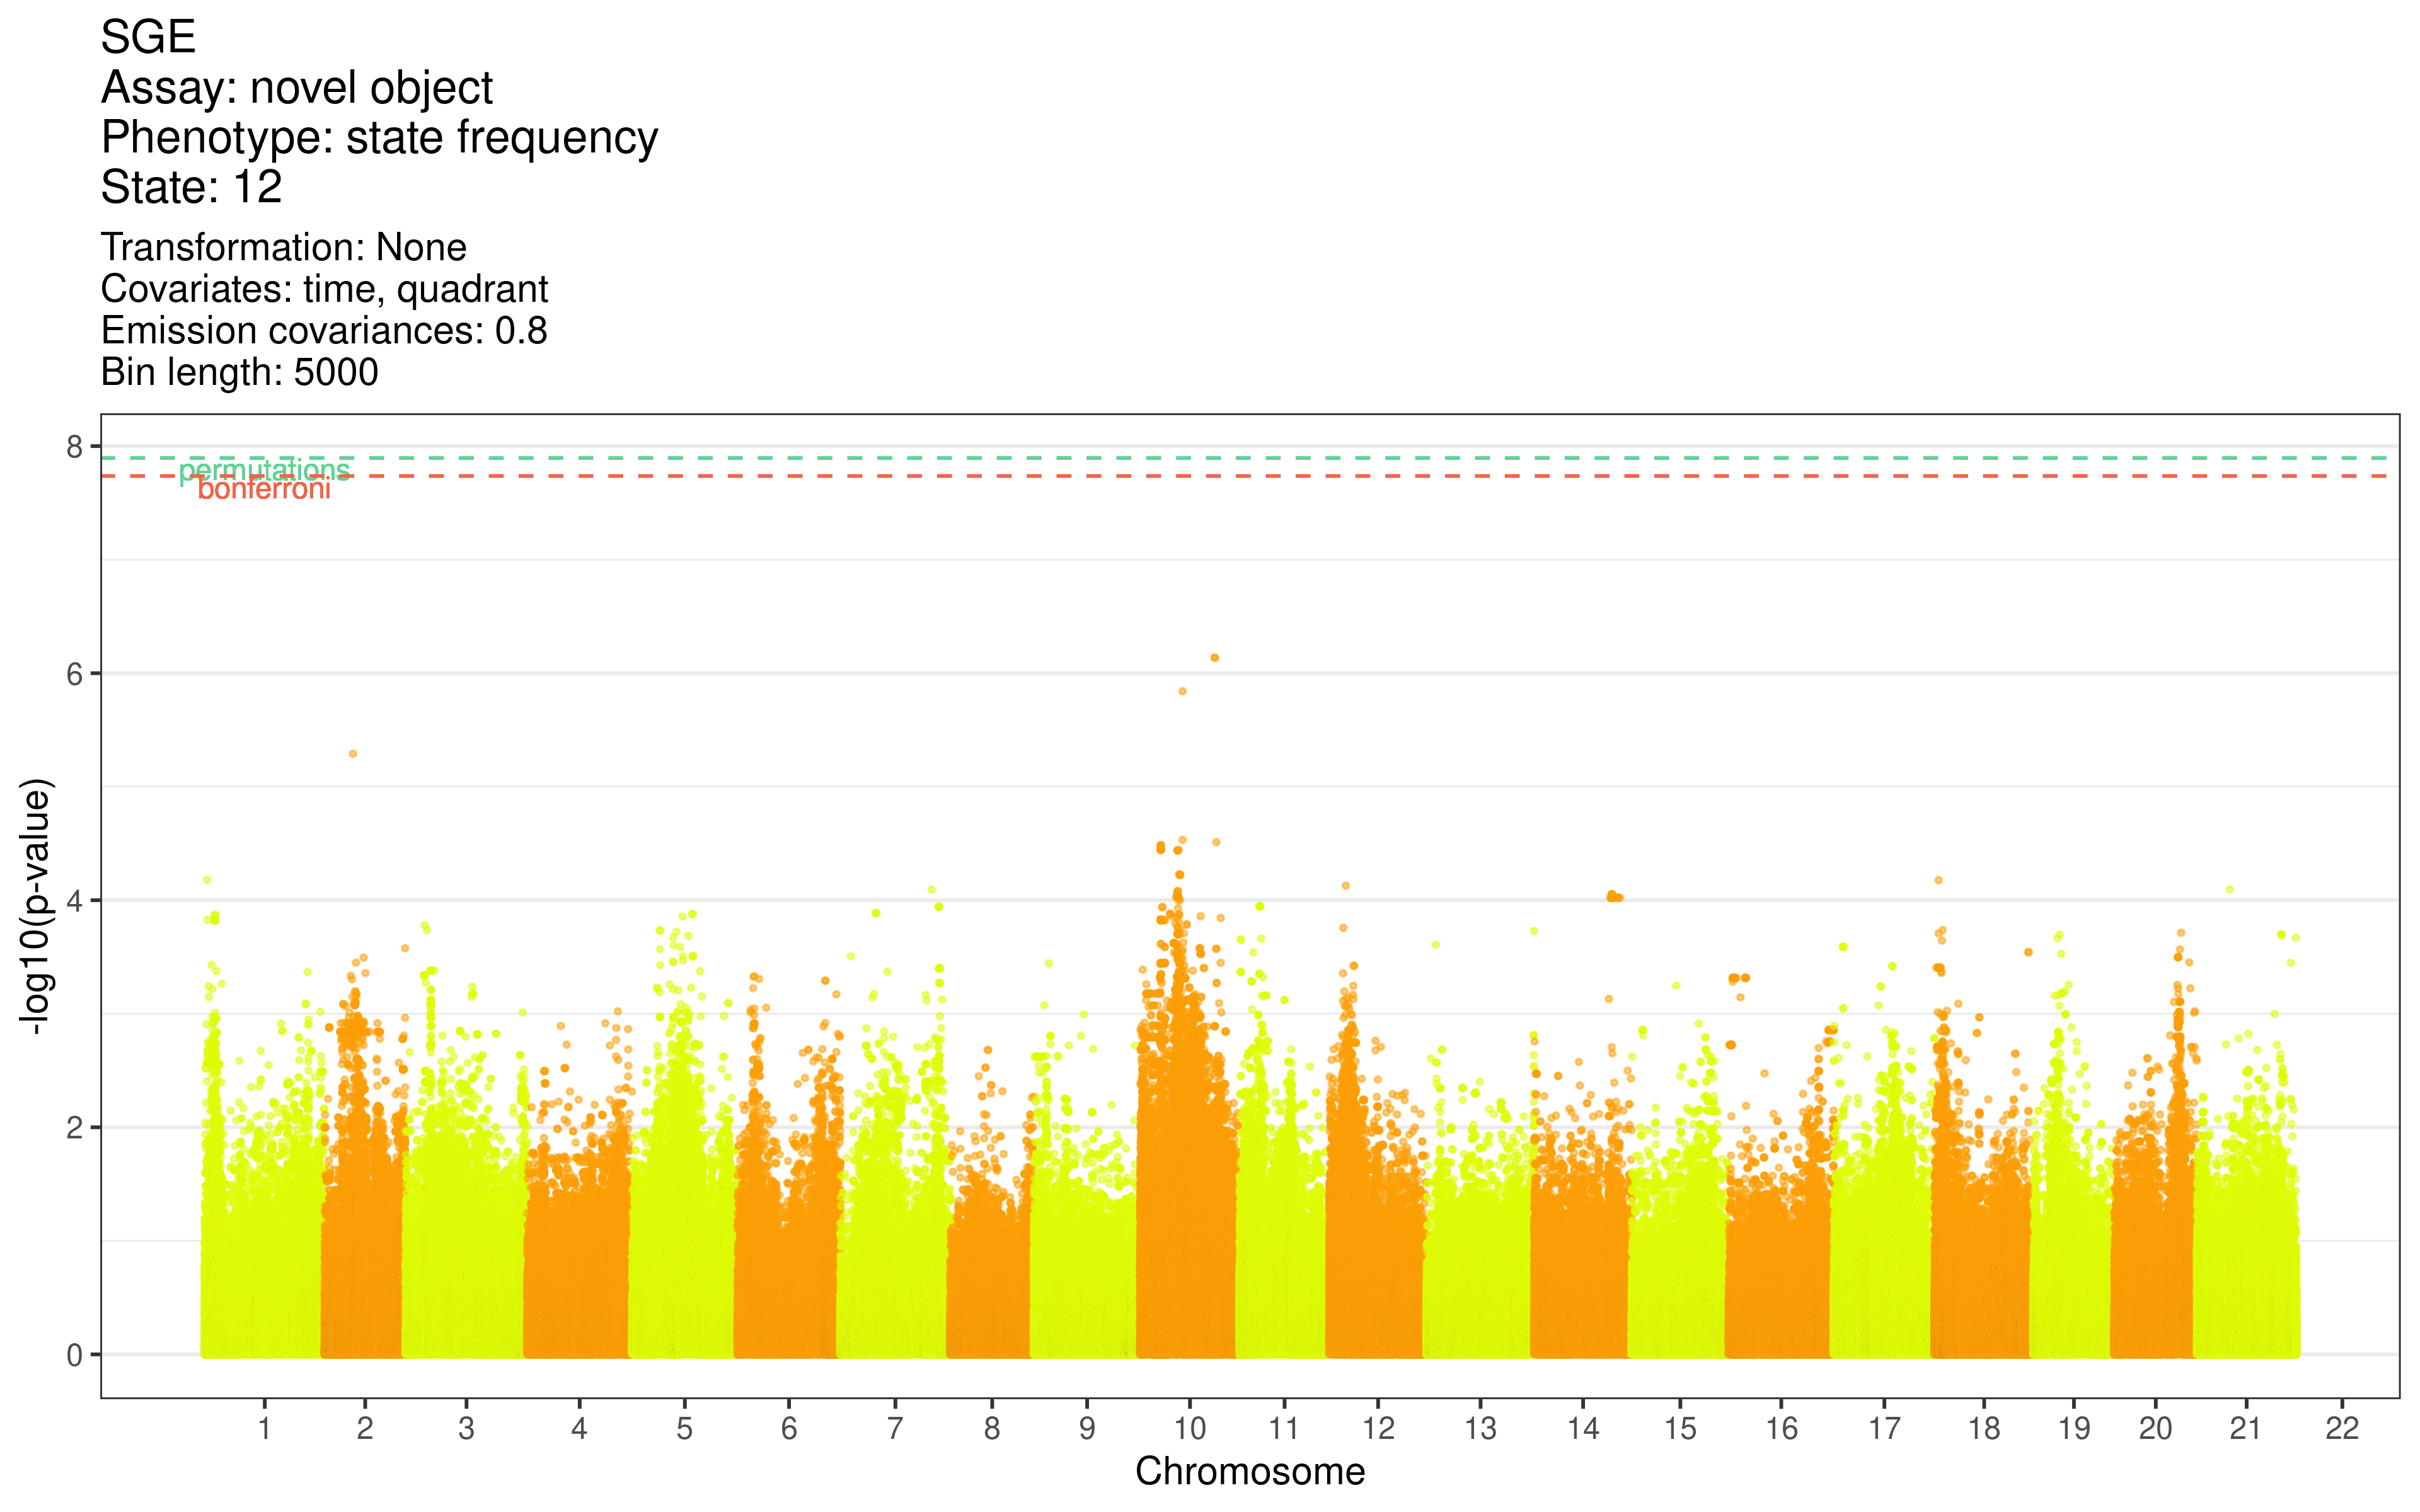 SGE
Assay: novel object
Phenotype: state frequency
State: 12
Transformation: None
Covariates: time, quadrant
Emission covariances: 0.8
Bin length: 5000
8
permutations
bonferroni
6
4
2
0
-log10(p-value)
1 2 3 4 5 6 7 8 9 10 11 12 13 14 15 16 17 18 19 20 21 22
Chromosome